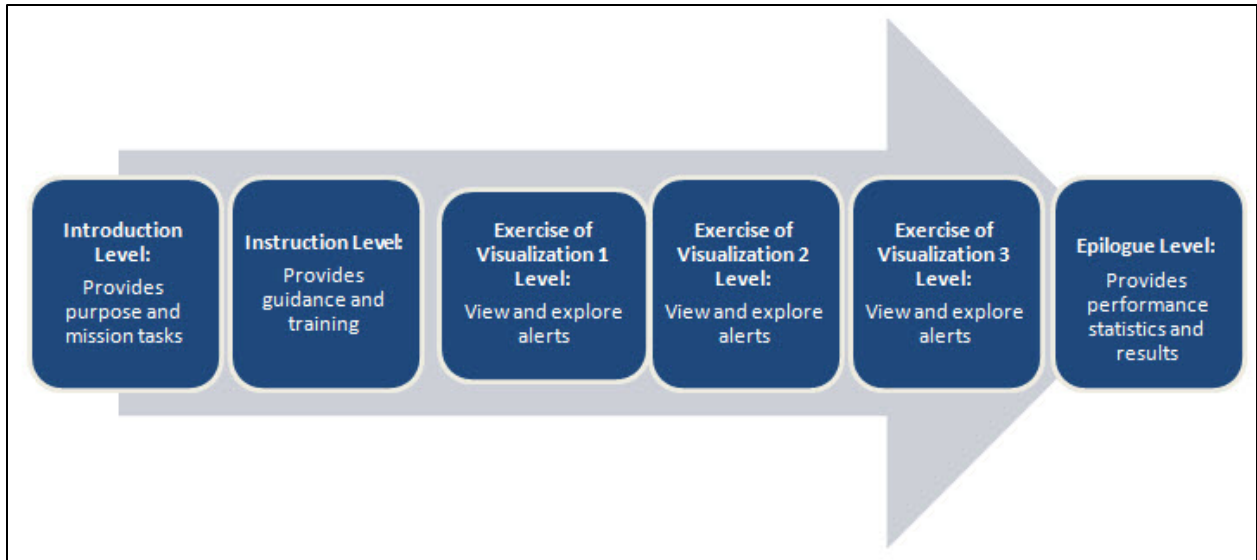 Introduction
Level:
Provides
purpose and
mission tasks
Instruction Level:
Provides
guidance and
training
Exercise of
Visualization 1
Level:
View and explore
alerts
Exercise of
Visualization 2
Level:
View and explore
alerts
Exercise of
Visualization 3
Level:
View and explore
alerts
Epilogue Level:
Provides
performance
statistics and
results